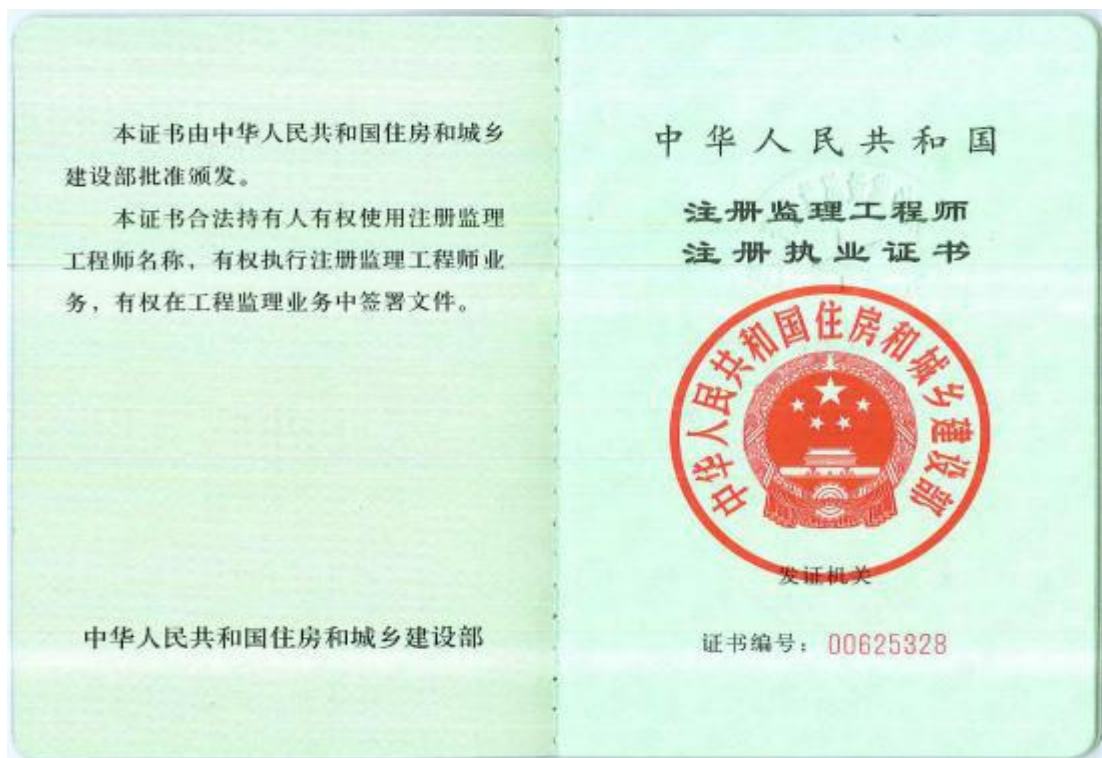 本证书由中华人民共和国住房和城乡
建设部批准颁发。
本证书合法持有人有权使用注册监理
工程师名称，有权执行注册监理工程师业
务，有权在工程监理业务中签署文件。
中华人民共和国住房和城乡建设部
中华人民共和国
注册监理工程师
注册执业证书
中华人民共和国住房和城乡建设部
发证机关
证书编号：00625328